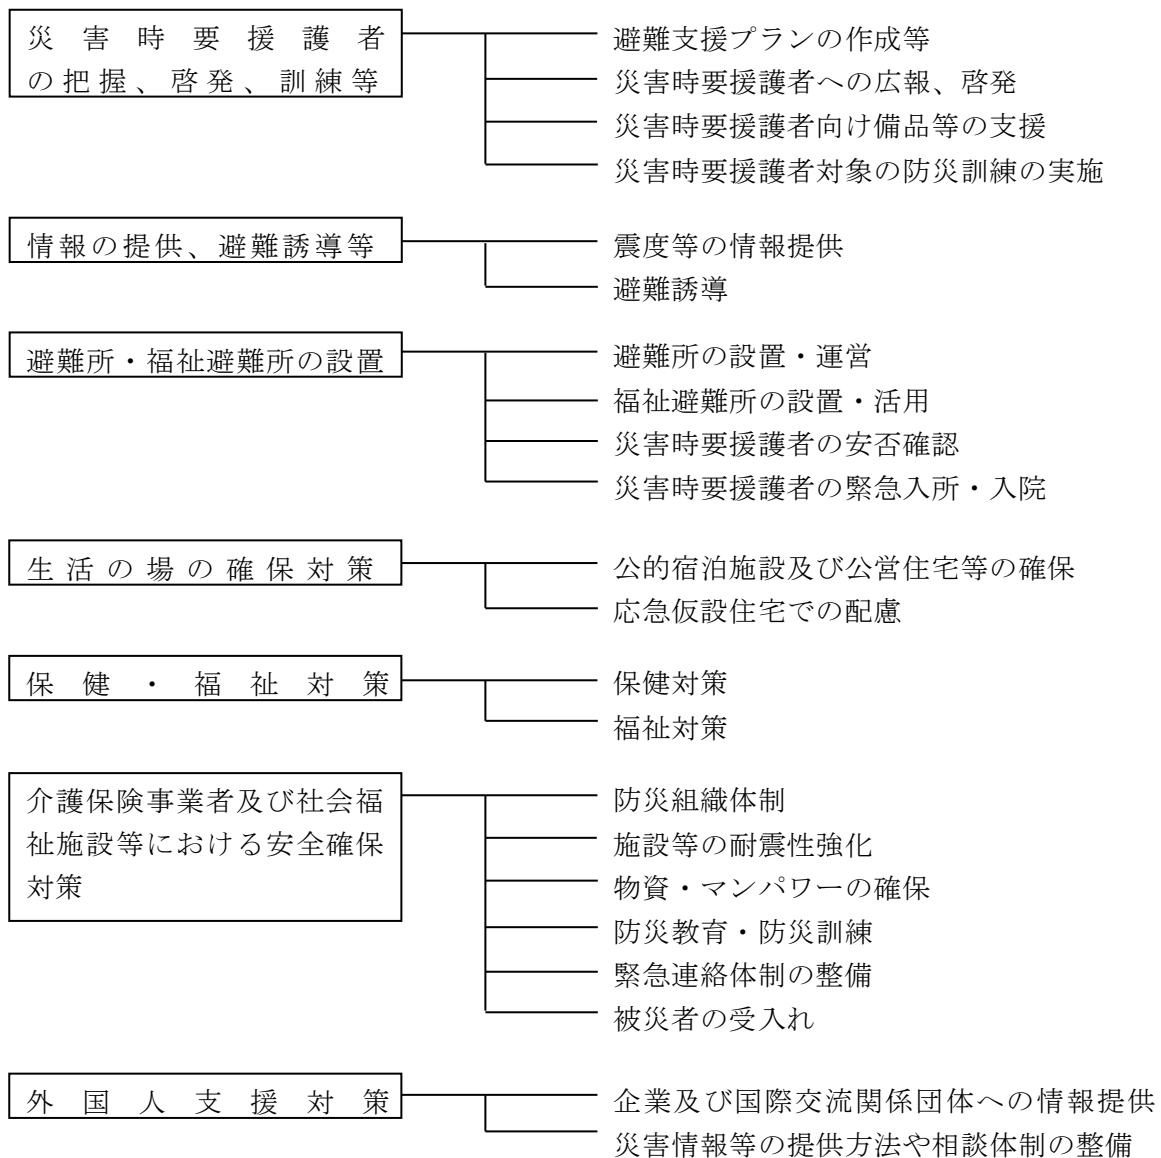 災害時要援護者
の把握、啓発、訓練等
避難支援プランの作成等
災害時要援護者への広報、啓発
災害時要援護者向け備品等の支援
災害時要援護者対象の防災訓練の実施
情報の提供、避難誘導等
震度等の情報提供
避難誘導
避難所・福祉避難所の設置
避難所の設置・運営
福祉避難所の設置・活用
災害時要援護者の安否確認
災害時要援護者の緊急入所・入院
生活の場の確保対策
公的宿泊施設及び公営住宅等の確保
応急仮設住宅での配慮
保健・福祉対策
保健対策
福祉対策
介護保険事業者及び社会福
祉施設等における安全確保
対策
防災組織体制
施設等の耐震性強化
物資・マンパワーの確保
防災教育・防災訓練
緊急連絡体制の整備
被災者の受入れ
外国人支援対策
企業及び国際交流関係団体への情報提供
災害情報等の提供方法や相談体制の整備